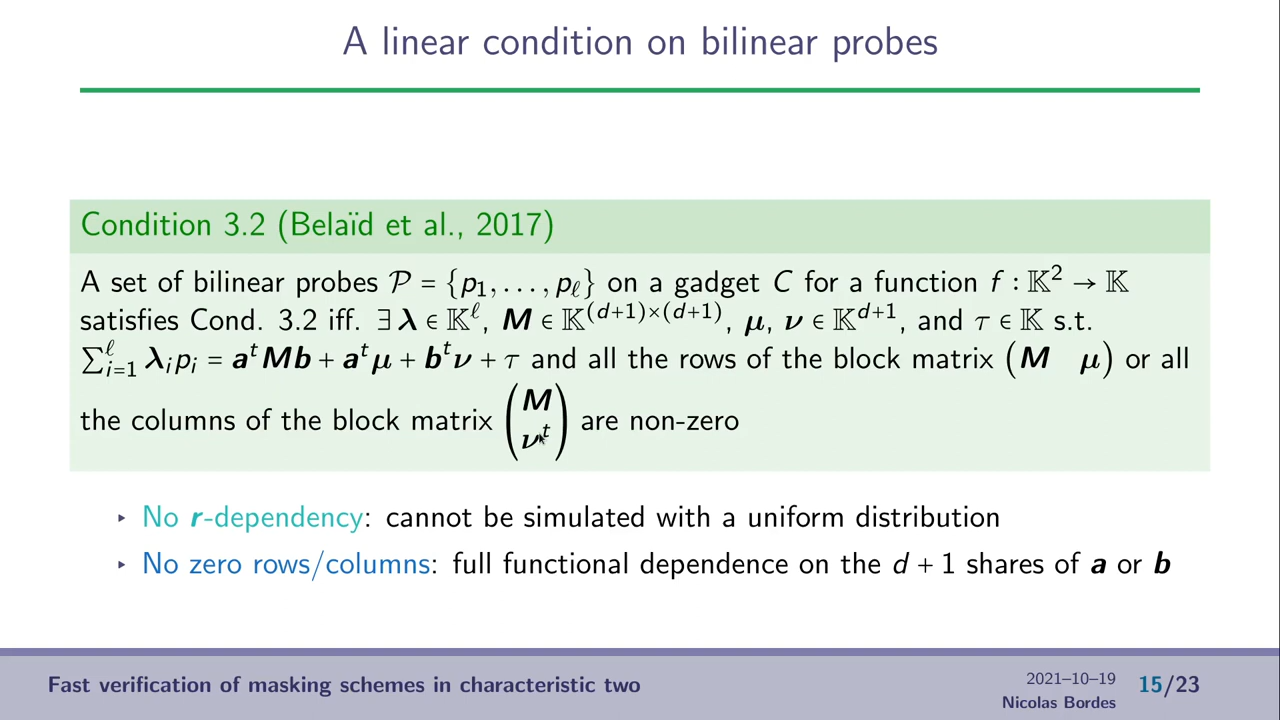 A linear condition on bilinear probes
Condition 3.2 (Belaïd et al., 2017)
A set of bilinear probes 𝒫 = {p₁, . . . , pℓ} on a gadget C for a function f : 𝕂² → 𝕂
satisfies Cond. 3.2 iff. ∃ λ ∈ 𝕂^ℓ, M ∈ 𝕂^(d+1)×(d+1), μ, ν ∈ 𝕂^d+1, and τ ∈ 𝕂 s.t.
∑_{i=1}^{ℓ} λᵢpᵢ = aᵗMb + aᵗμ + bᵗν + τ and all the rows of the block matrix (M μ) or all
the columns of the block matrix (M νᵗ) are non-zero
▸ No r-dependency: cannot be simulated with a uniform distribution
▸ No zero rows/columns: full functional dependence on the d + 1 shares of a or b
Fast verification of masking schemes in characteristic two
2021–10–19
Nicolas Bordes
15/23